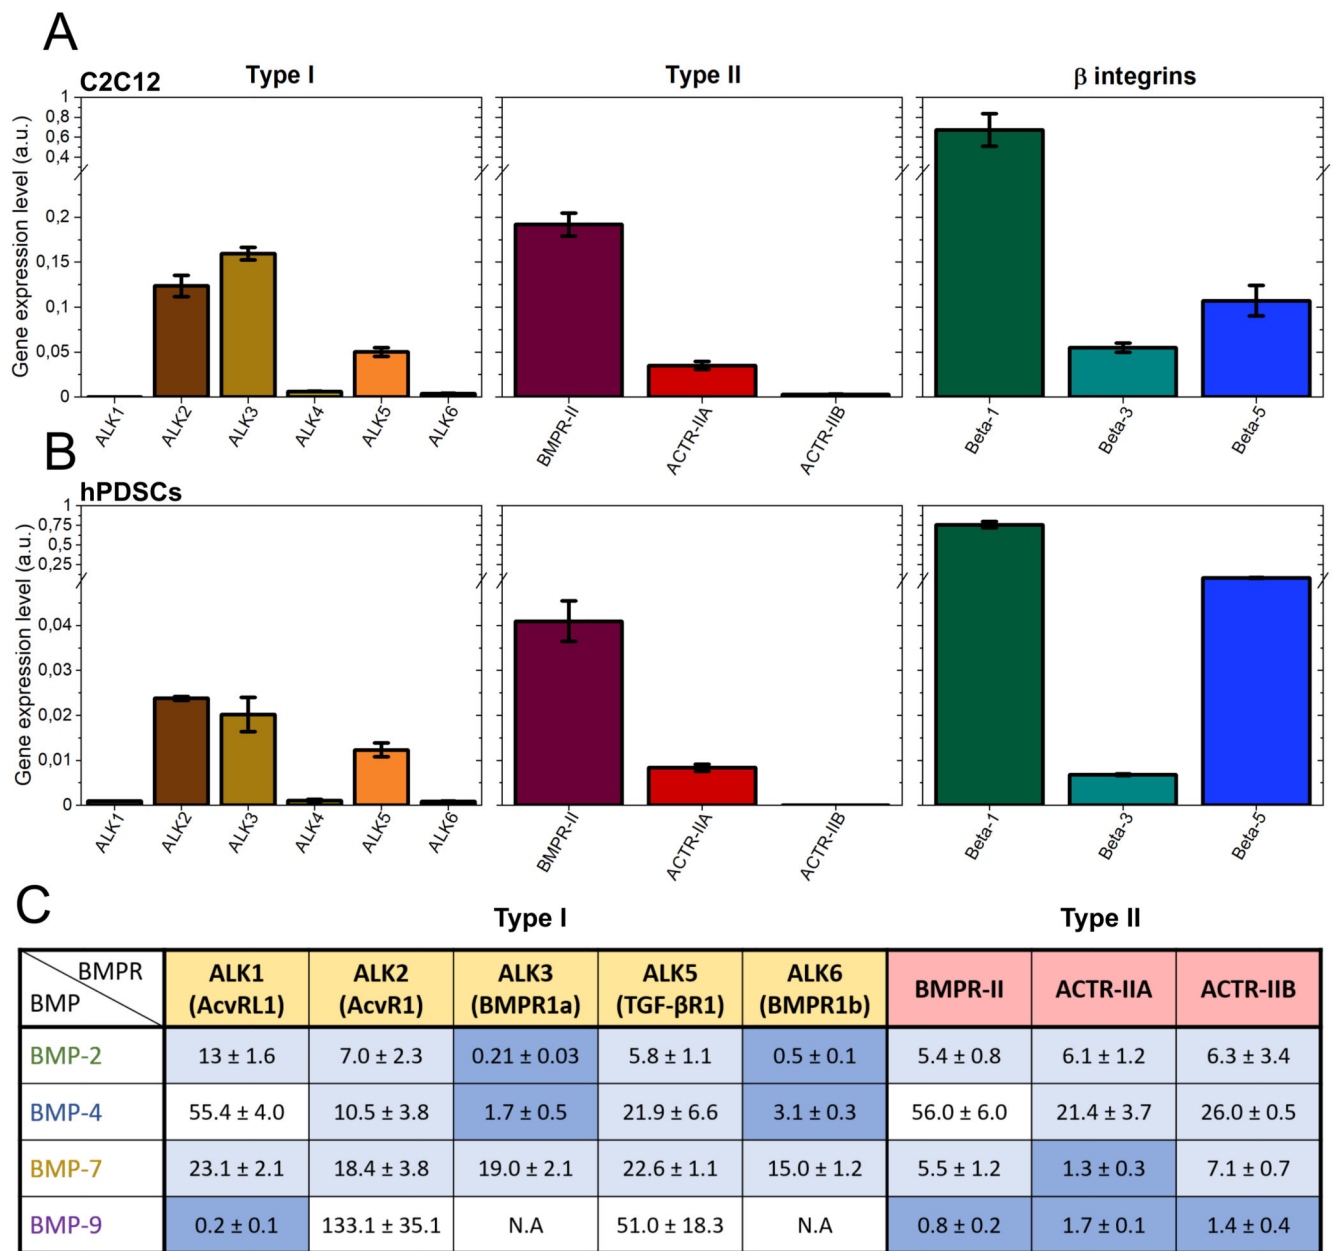 A
C2C12
Type I
Type II
β integrins
Gene expression level (a.u.)
1
0,8
0,6
0,4
0,2
0,15
0,1
0,05
0
ALK1
ALK2
ALK3
ALK4
ALK5
ALK6
BMPR-II
ACTR-IIA
ACTR-IIB
Beta-1
Beta-3
Beta-5
B
hPDSCs
Gene expression level (a.u.)
1
0,75
0,5
0,25
0,04
0,03
0,02
0,01
0
ALK1
ALK2
ALK3
ALK4
ALK5
ALK6
BMPR-II
ACTR-IIA
ACTR-IIB
Beta-1
Beta-3
Beta-5
C
Type I
Type II
BMPR
BMP
ALK1
(AcvRL1)
ALK2
(AcvR1)
ALK3
(BMPR1a)
ALK5
(TGF-βR1)
ALK6
(BMPR1b)
BMPR-II
ACTR-IIA
ACTR-IIB
BMP-2 13 ± 1.6 7.0 ± 2.3 0.21 ± 0.03 5.8 ± 1.1 0.5 ± 0.1 5.4 ± 0.8 6.1 ± 1.2 6.3 ± 3.4
BMP-4 55.4 ± 4.0 10.5 ± 3.8 1.7 ± 0.5 21.9 ± 6.6 3.1 ± 0.3 56.0 ± 6.0 21.4 ± 3.7 26.0 ± 0.5
BMP-7 23.1 ± 2.1 18.4 ± 3.8 19.0 ± 2.1 22.6 ± 1.1 15.0 ± 1.2 5.5 ± 1.2 1.3 ± 0.3 7.1 ± 0.7
BMP-9 0.2 ± 0.1 133.1 ± 35.1 N.A 51.0 ± 18.3 N.A 0.8 ± 0.2 1.7 ± 0.1 1.4 ± 0.4